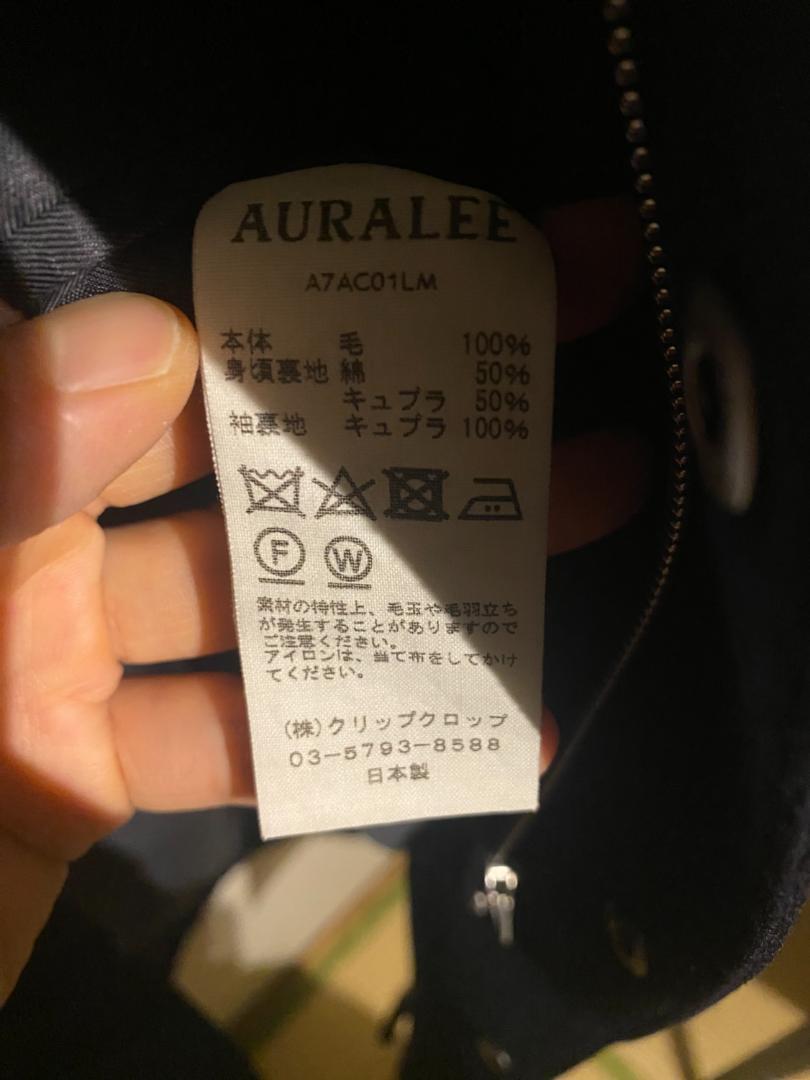 AURALEE
A7AC01LM
本体 毛 100%
身頃裏地 綿 50%
キュプラ 50%
袖裏地 キュプラ 100%
F W
素材の特性上、毛玉や毛羽立ち
が発生することがありますので
ご注意ください。
アイロンは、当て布をしてかけ
てください。
(株)クリップクロップ
03-5793-8588
日本製